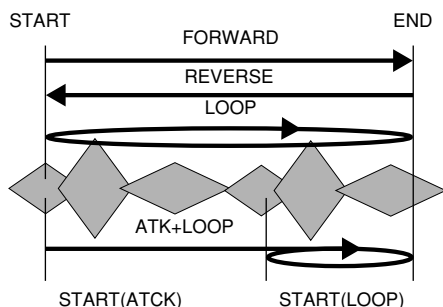 START END
FORWARD
REVERSE
LOOP
ATK+LOOP
START(ATCK) START(LOOP)